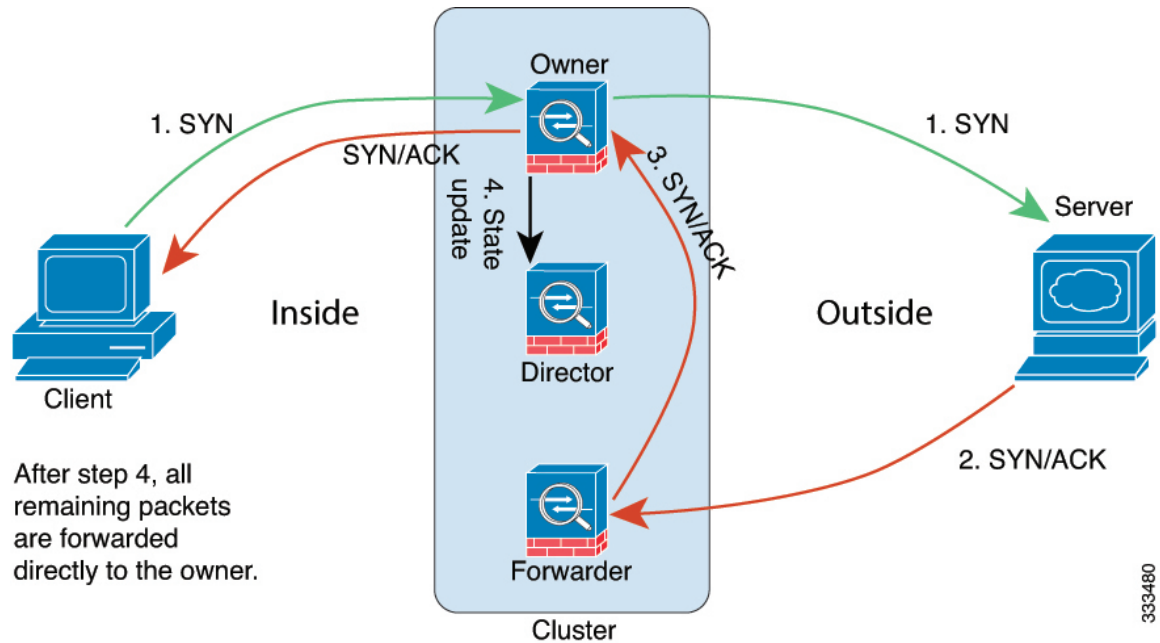 Owner
1. SYN
1. SYN
SYN/ACK
3. SYN/ACK
4. State
update
Server
Inside
Outside
Director
Client
2. SYN/ACK
After step 4, all
remaining packets
are forwarded
directly to the owner.
Forwarder
333480
Cluster